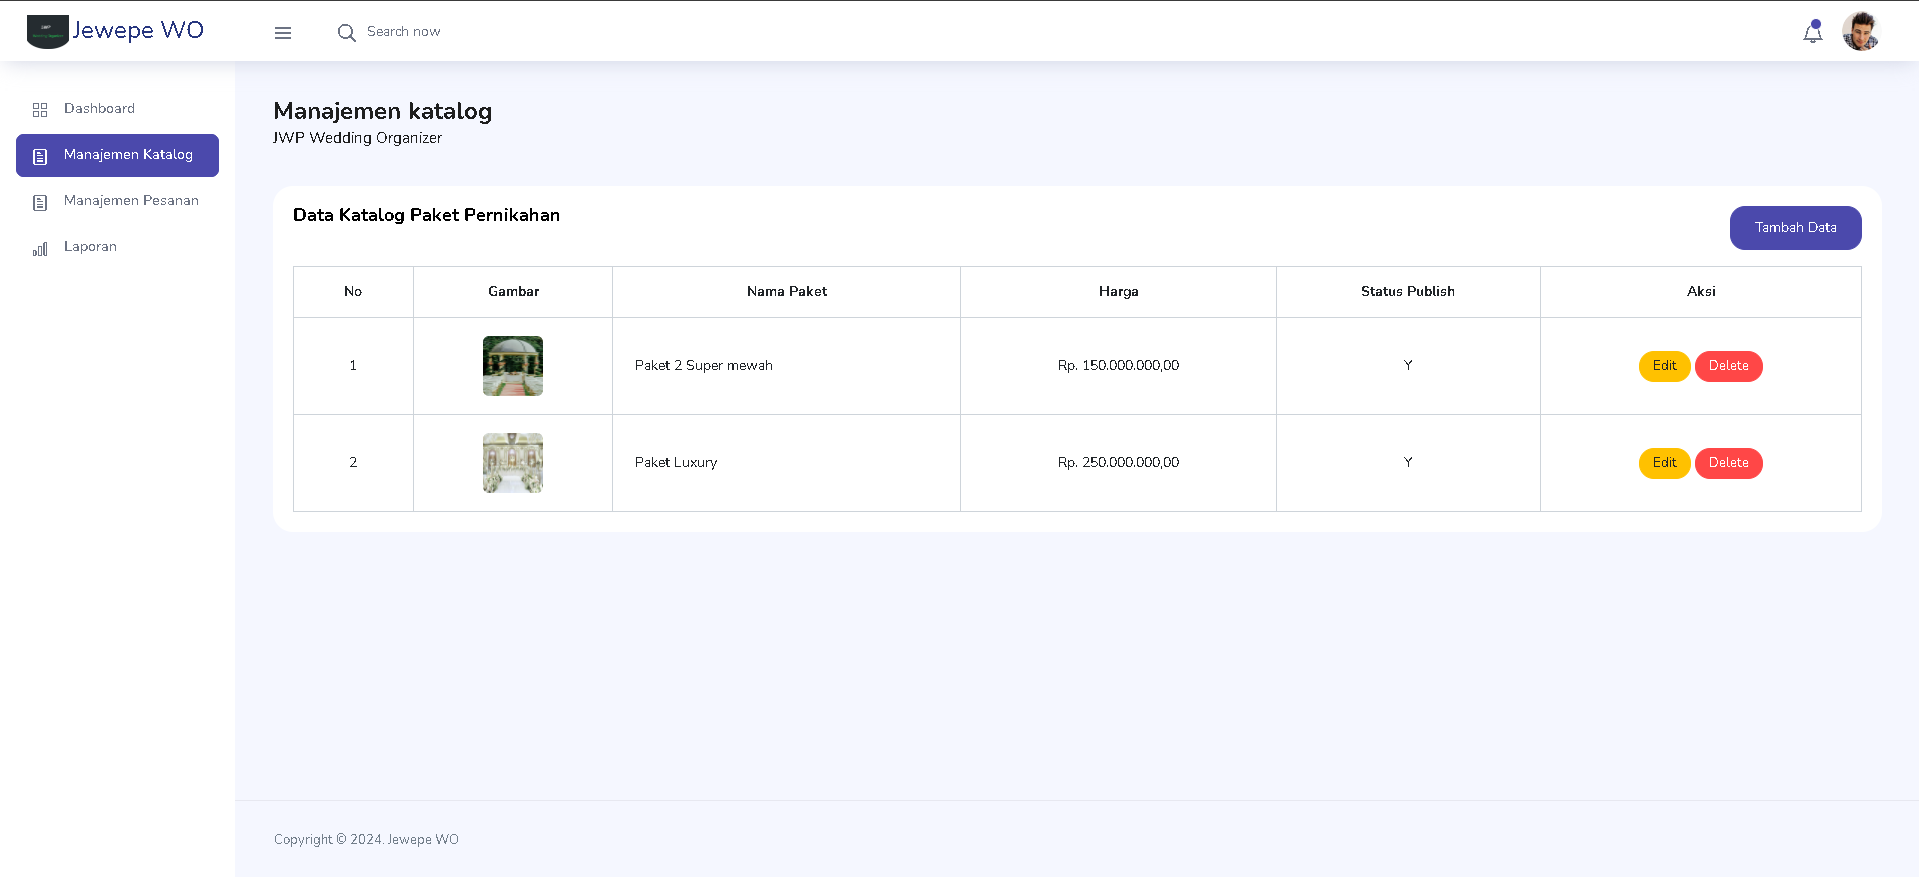 Jewepe WO
Search now
Dashboard
Manajemen Katalog
Manajemen Pesanan
Laporan
Manajemen katalog
JWP Wedding Organizer
Data Katalog Paket Pernikahan
Tambah Data
No Gambar Nama Paket Harga Status Publish Aksi
1 Paket 2 Super mewah Rp. 150.000.000,00 Y Edit Delete
2 Paket Luxury Rp. 250.000.000,00 Y Edit Delete
Copyright © 2024. Jewepe WO